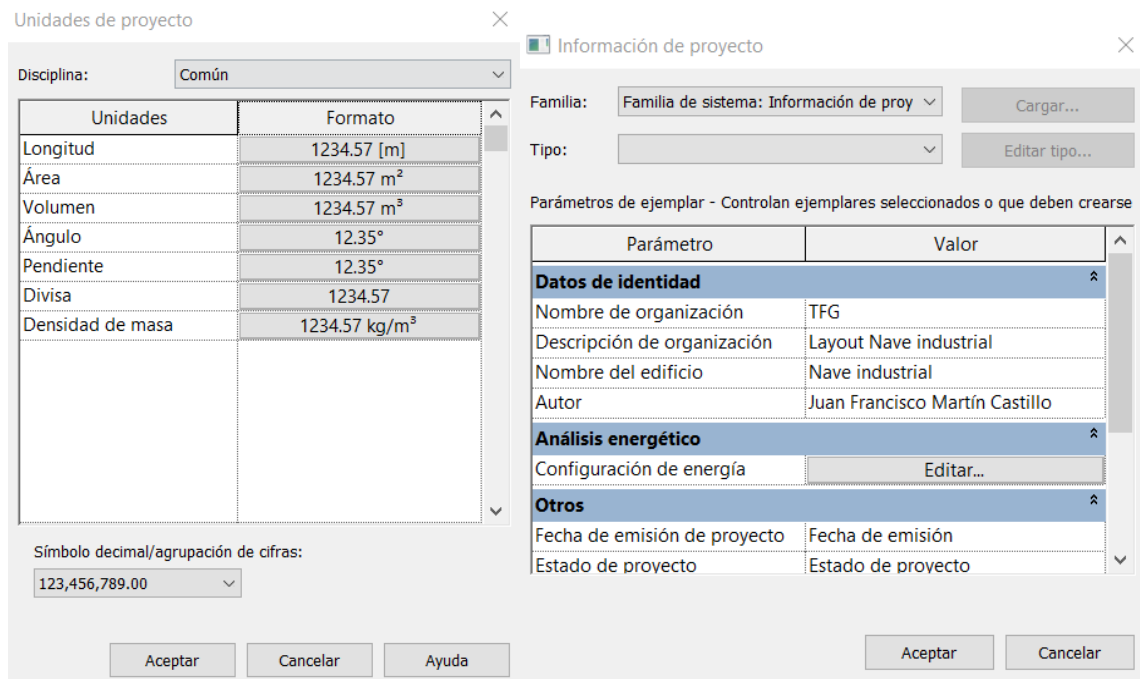 Unidades de proyecto
Disciplina: Común
Unidades Formato
Longitud 1234.57 [m]
Área 1234.57 m²
Volumen 1234.57 m³
Ángulo 12.35°
Pendiente 12.35°
Divisa 1234.57
Densidad de masa 1234.57 kg/m³
Símbolo decimal/agrupación de cifras:
123,456,789.00
Aceptar Cancelar Ayuda
Información de proyecto
Familia: Familia de sistema: Información de proy Cargar...
Tipo: Editar tipo...
Parámetros de ejemplar - Controlan ejemplares seleccionados o que deben crearse
Parámetro Valor
Datos de identidad
Nombre de organización TFG
Descripción de organización Layout Nave industrial
Nombre del edificio Nave industrial
Autor Juan Francisco Martín Castillo
Análisis energético
Configuración de energía Editar...
Otros
Fecha de emisión de proyecto Fecha de emisión
Estado de proyecto Estado de proyecto
Aceptar Cancelar